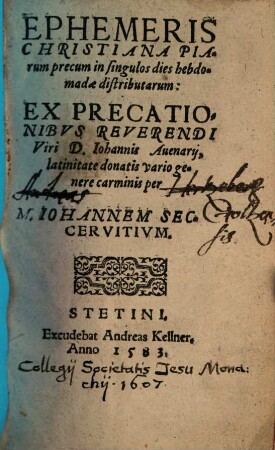 EPHEMERIS
CHRISTIANA PIA-
rum precum in singulos dies hebdo-
madæ distributarum:
EX PRECATIO-
NIBVS REVERENDI
Viri D. Iohannis Auenarij,
latinitate donatis vario ge-
nere carminis per
M. IOHANNEM SEC-
CERVITIVM.
STETINI.
Excudebat Andreas Kellner.
Anno 1583.
Collegij Societatis Iesu Mona:
chij. 1607.